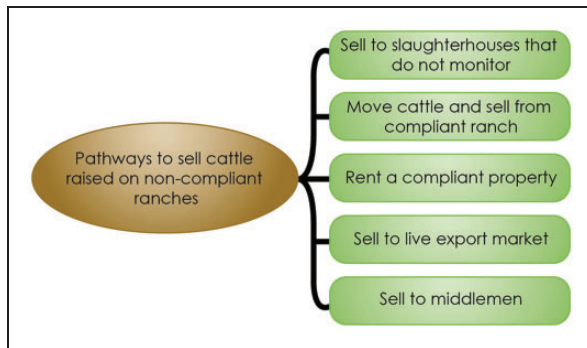 Pathways to sell cattle
raised on non-compliant
ranches
Sell to slaughterhouses that
do not monitor
Move cattle and sell from
compliant ranch
Rent a compliant property
Sell to live export market
Sell to middlemen